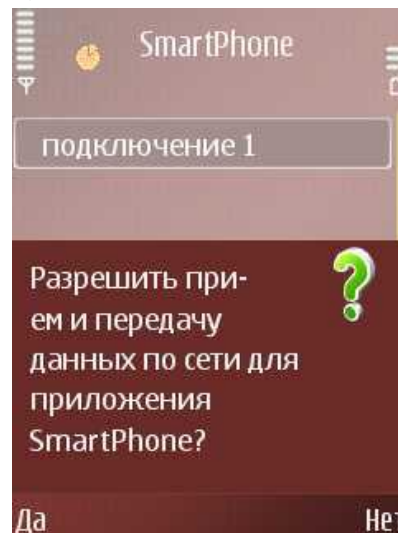 SmartPhone
подключение 1
Разрешить при-
ем и передачу
данных по сети для
приложения
SmartPhone?
Да
Нет